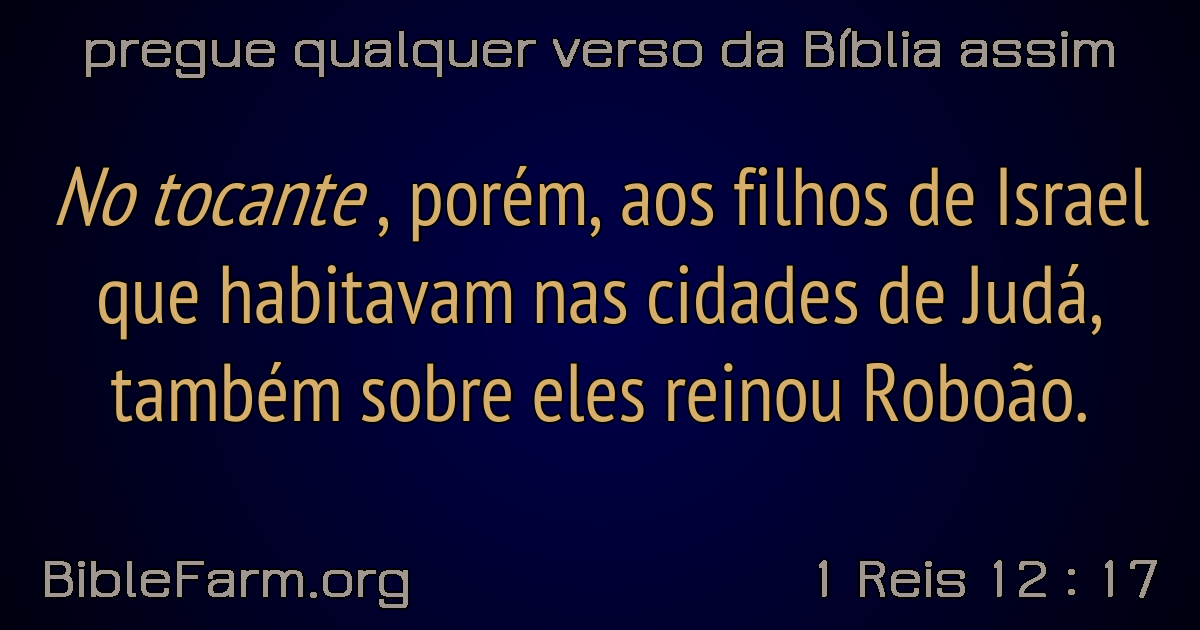 pregue qualquer verso da Bíblia assim
No tocante , porém, aos filhos de Israel
que habitavam nas cidades de Judá,
também sobre eles reinou Roboão.
BibleFarm.org
1 Reis 12 : 17